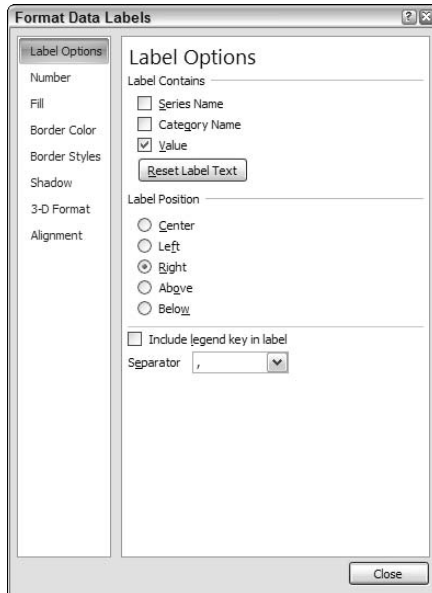 Format Data Labels
Label Options
Number
Fill
Border Color
Border Styles
Shadow
3-D Format
Alignment
Label Options
Label Contains
Series Name
Category Name
Value
Reset Label Text
Label Position
Center
Left
Right
Above
Below
Include legend key in label
Separator ,
Close